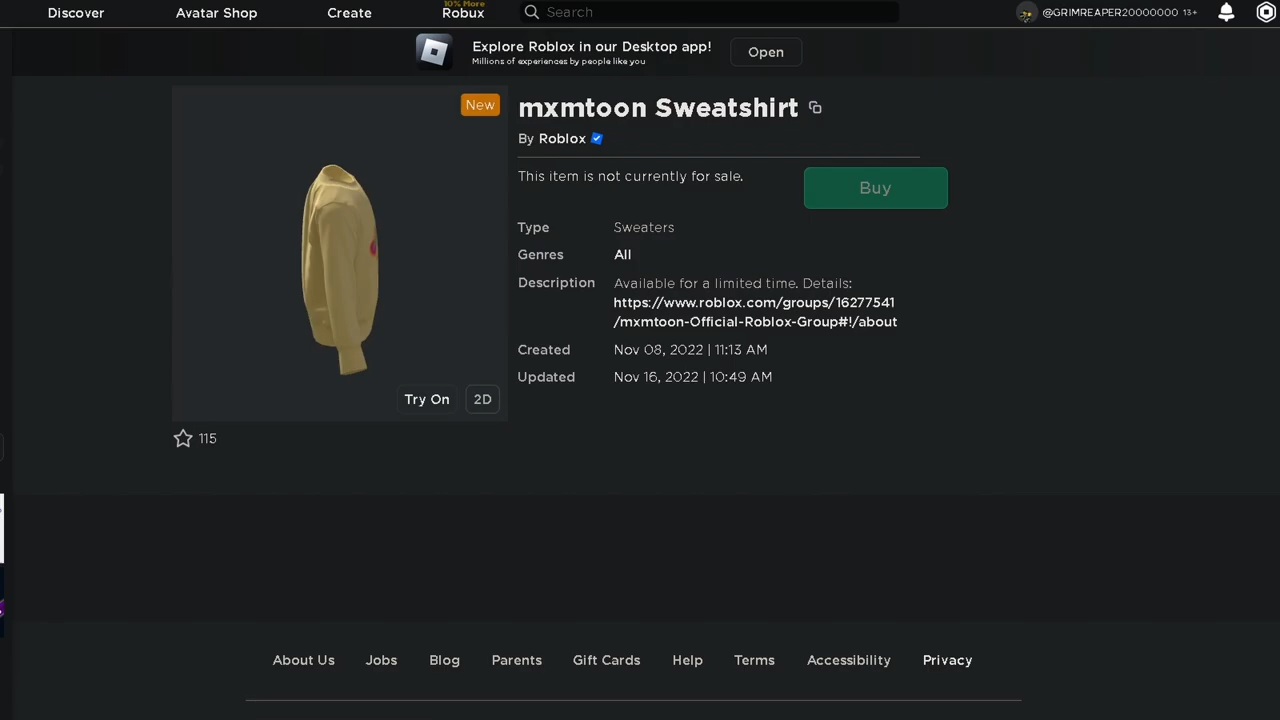 10% More
Discover Avatar Shop Create Robux Search @GRIMREAPER20000000 13+
Explore Roblox in our Desktop app!
Millions of experiences by people like you
Open
New
mxmtoon Sweatshirt
By Roblox
This item is not currently for sale.
Buy
Type Sweaters
Genres All
Description Available for a limited time. Details:
https://www.roblox.com/groups/16277541
/mxmtoon-Official-Roblox-Group#!/about
Created Nov 08, 2022 | 11:13 AM
Updated Nov 16, 2022 | 10:49 AM
Try On 2D
115
About Us Jobs Blog Parents Gift Cards Help Terms Accessibility Privacy